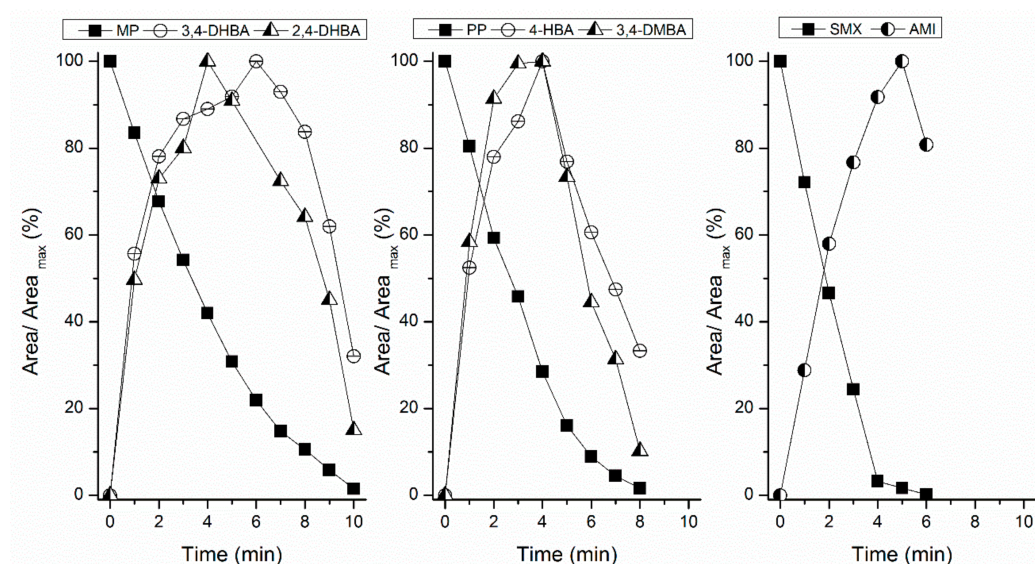 MP 3,4-DHBA 2,4-DHBA
100
80
60
40
20
0
Area/ Area max (%)
0 2 4 6 8 10
Time (min)
PP 4-HBA 3,4-DMBA
100
80
60
40
20
0
Area/ Area max (%)
0 2 4 6 8 10
Time (min)
SMX AMI
100
80
60
40
20
0
Area/ Area max (%)
0 2 4 6 8 10
Time (min)